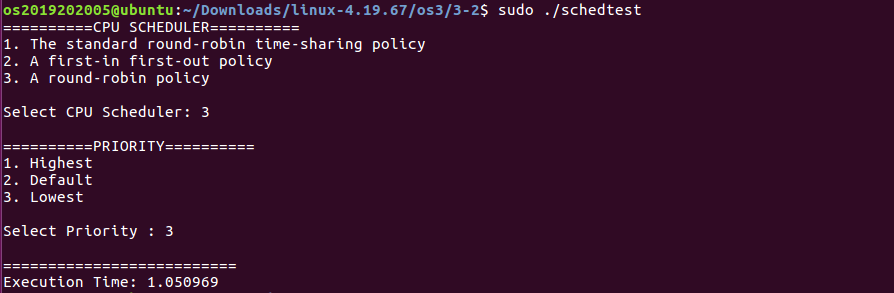 os2019202005@ubuntu:~/Downloads/linux-4.19.67/os3/3-2$ sudo ./schedtest
==========CPU SCHEDULER==========
1. The standard round-robin time-sharing policy
2. A first-in first-out policy
3. A round-robin policy
Select CPU Scheduler: 3
==========PRIORITY==========
1. Highest
2. Default
3. Lowest
Select Priority : 3
==========================
Execution Time: 1.050969